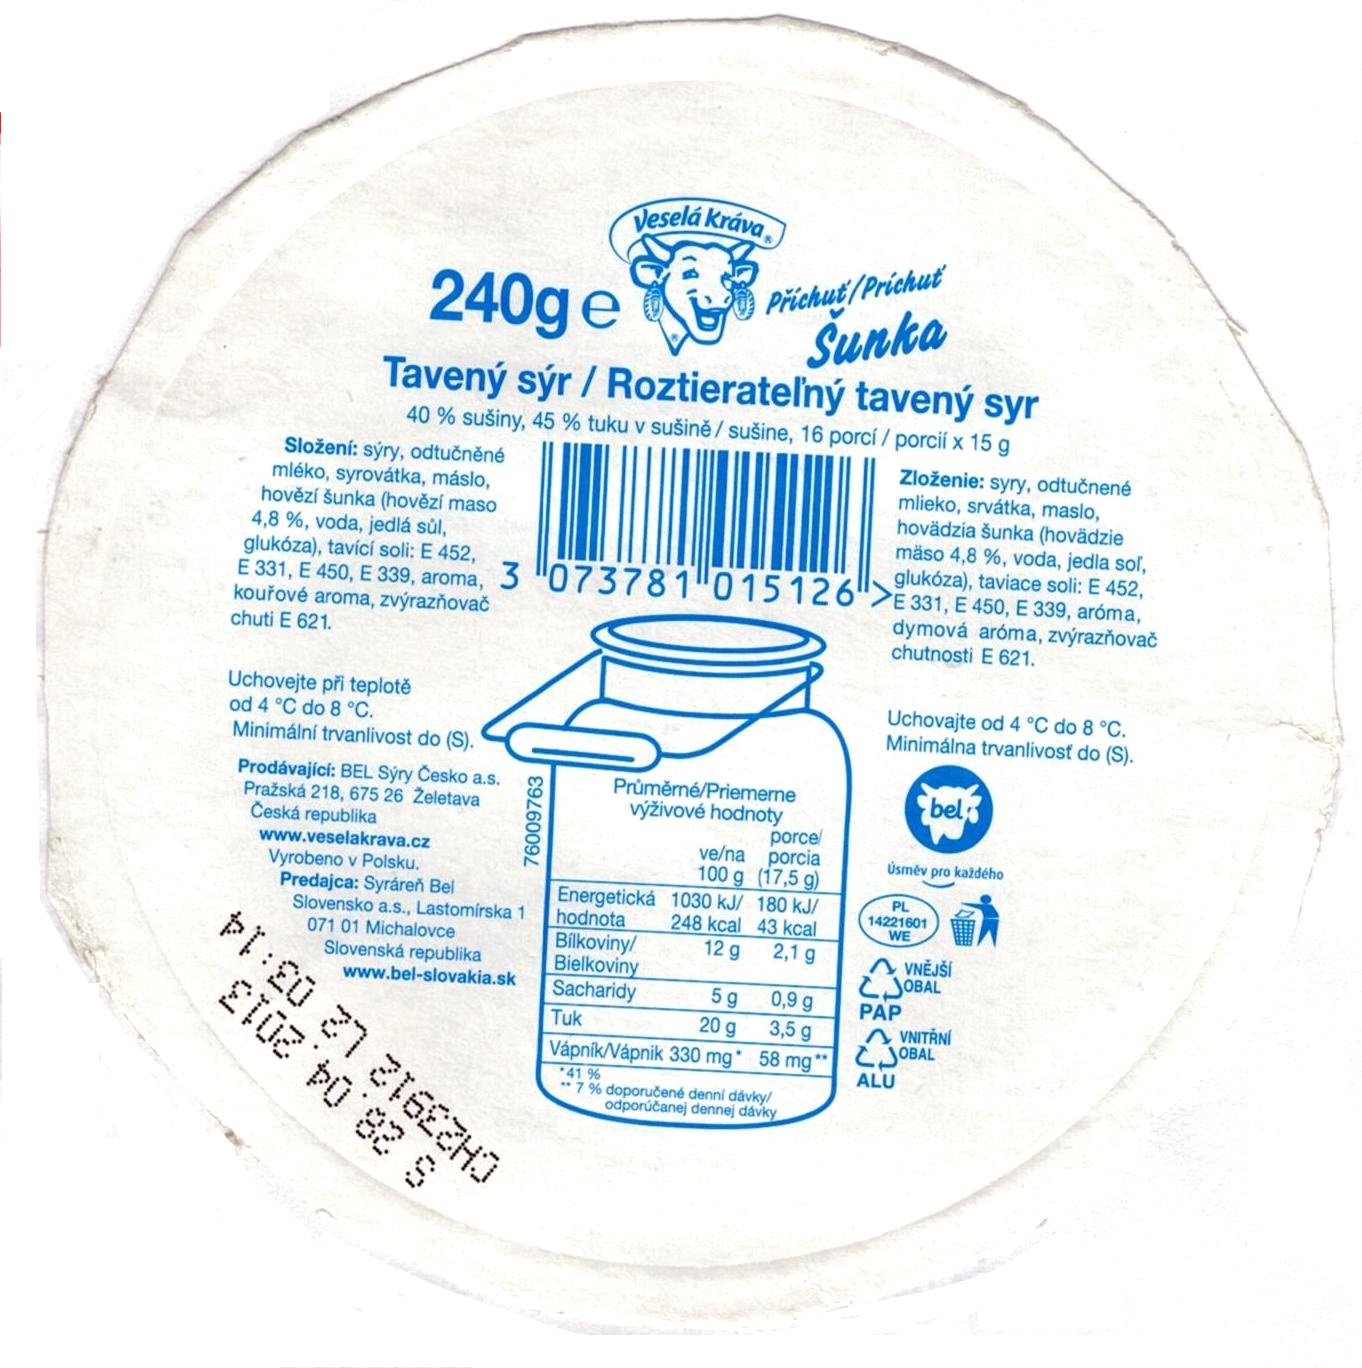 Veselá Kráva®
240g e
Příchuť/Príchuť
Šunka
Tavený sýr / Roztierateľný tavený syr
40 % sušiny, 45 % tuku v sušině / sušine, 16 porcí / porcií x 15 g
Složení: sýry, odtučněné
mléko, syrovátka, máslo,
hovězí šunka (hovězí maso
4,8 %, voda, jedlá sůl,
glukóza), tavící soli: E 452,
E 331, E 450, E 339, aroma,
kouřové aroma, zvýrazňovač
chuti E 621.
Uchovejte při teplotě
od 4 °C do 8 °C.
Minimální trvanlivost do (S).
Prodávající: BEL Sýry Česko a.s.
Pražská 218, 675 26 Želetava
Česká republika
www.veselakrava.cz
Vyrobeno v Polsku.
Predajca: Syráreň Bel
Slovensko a.s., Lastomírska 1
071 01 Michalovce
Slovenská republika
www.bel-slovakia.sk
3 073781 015126 >
Zloženie: syry, odtučnené
mlieko, srvátka, maslo,
hovädzia šunka (hovädzie
mäso 4,8 %, voda, jedla soľ,
glukóza), taviace soli: E 452,
E 331, E 450, E 339, aróma,
dymová aróma, zvýrazňovač
chutnosti E 621.
Uchovajte od 4 °C do 8 °C.
Minimálna trvanlivosť do (S).
76009763
Průměrné/Priemerne
výživové hodnoty
porce/
ve/na porcia
100 g (17,5 g)
Energetická 1030 kJ/ 180 kJ/
hodnota 248 kcal 43 kcal
Bílkoviny/ 12 g 2,1 g
Bielkoviny
Sacharidy 5 g 0,9 g
Tuk 20 g 3,5 g
Vápník/Vápnik 330 mg* 58 mg**
*41 %
** 7 % doporučené denní dávky/
odporúčanej dennej dávky
bel
Úsměv pro každého
PL
14221601
WE
VNĚJŠÍ
OBAL
PAP
VNITŘNÍ
OBAL
ALU
S 28.04.2013
CH23912 L2 03:14